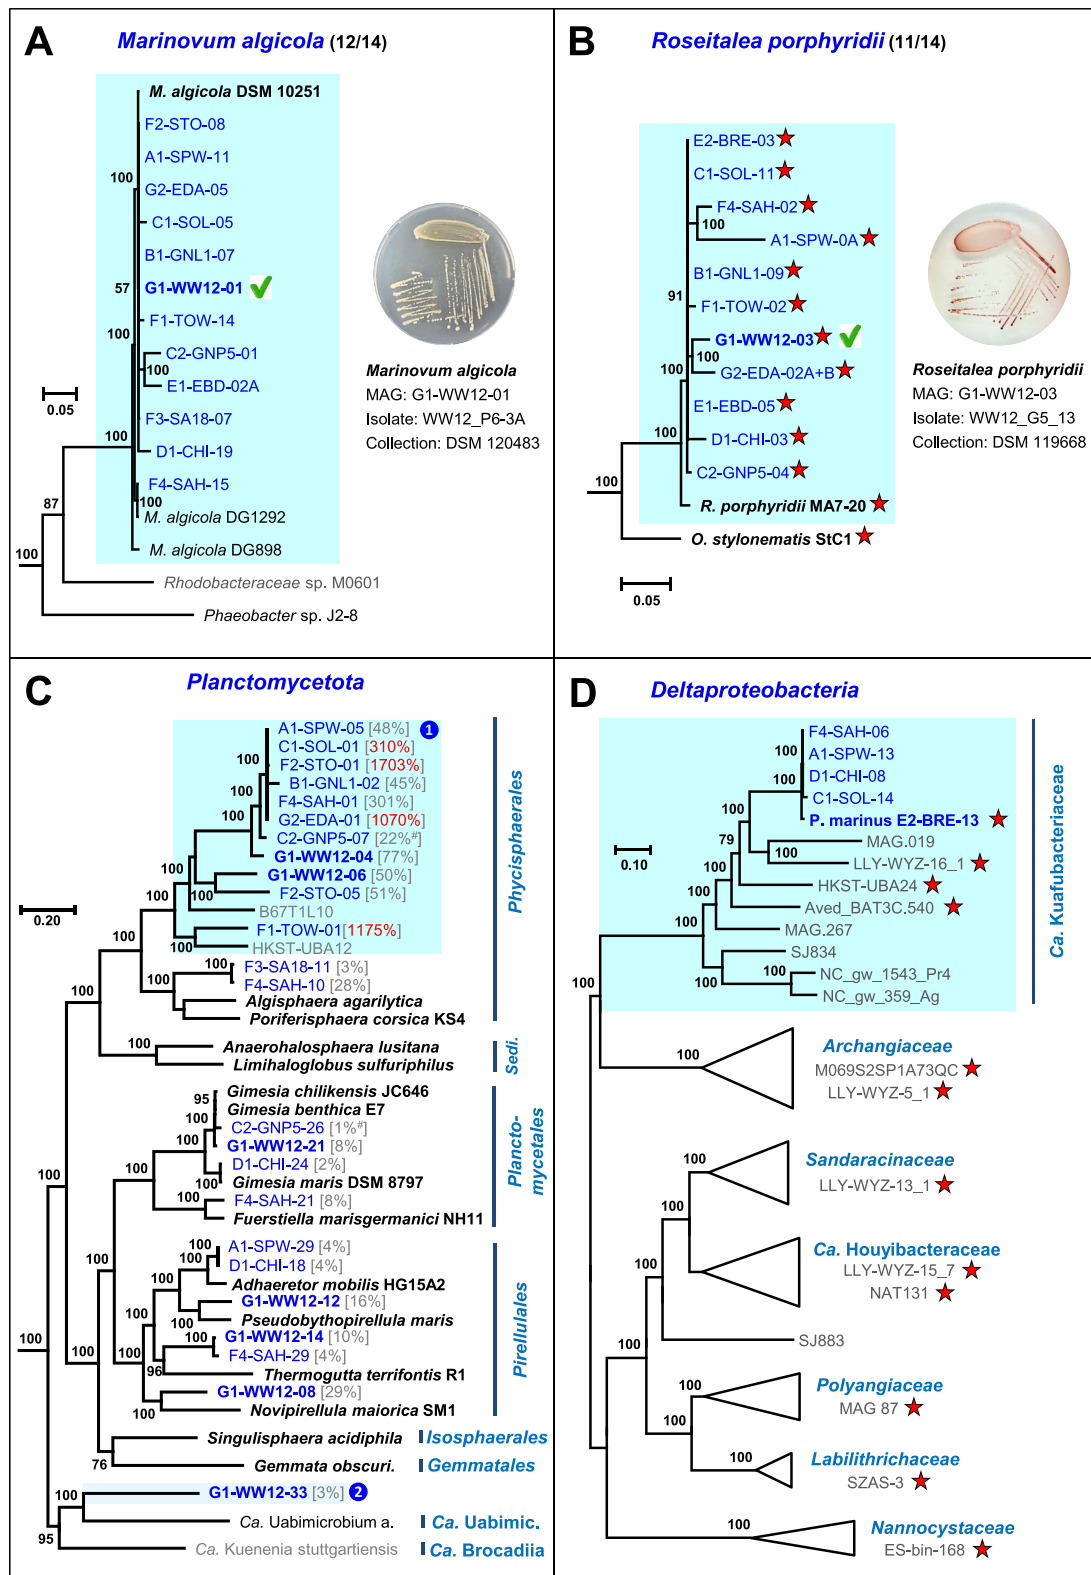 A
Marinovum algicola (12/14)
M. algicola DSM 10251
F2-STO-08
A1-SPW-11
100
G2-EDA-05
C1-SOL-05
B1-GNL1-07
57
G1-WW12-01
F1-TOW-14
100
C2-GNP5-01
100
E1-EBD-02A
0.05
F3-SA18-07
100
D1-CHI-19
F4-SAH-15
100
M. algicola DG1292
87
M. algicola DG898
100
Rhodobacteraceae sp. M0601
Phaeobacter sp. J2-8
Marinovum algicola
MAG: G1-WW12-01
Isolate: WW12_P6-3A
Collection: DSM 120483
B
Roseitalea porphyridii (11/14)
E2-BRE-03
C1-SOL-11
F4-SAH-02
100
A1-SPW-0A
B1-GNL1-09
91
F1-TOW-02
G1-WW12-03
100
G2-EDA-02A+B
E1-EBD-05
100
D1-CHI-03
100
C2-GNP5-04
R. porphyridii MA7-20
O. stylonematis StC1
0.05
Roseitalea porphyridii
MAG: G1-WW12-03
Isolate: WW12_G5_13
Collection: DSM 119668
C
Planctomycetota
A1-SPW-05 [48%]
1
C1-SOL-01 [310%]
100
F2-STO-01 [1703%]
B1-GNL1-02 [45%]
100
F4-SAH-01 [301%]
G2-EDA-01 [1070%]
100
C2-GNP5-07 [22%#]
G1-WW12-04 [77%]
100
G1-WW12-06 [50%]
100
F2-STO-05 [51%]
100
B67T1L10
0.20
F1-TOW-01[1175%]
100
HKST-UBA12
100
F3-SA18-11 [3%]
100
F4-SAH-10 [28%]
Algisphaera agarilytica
100
Poriferisphaera corsica KS4
Phycisphaerales
Anaerohalosphaera lusitana
100
Limihaloglobus sulfuriphilus
Sedi.
Gimesia chilikensis JC646
95
Gimesia benthica E7
100
C2-GNP5-26 [1%#]
100
G1-WW12-21 [8%]
D1-CHI-24 [2%]
100
Gimesia maris DSM 8797
F4-SAH-21 [8%]
100
Fuerstiella marisgermanici NH11
Plancto-
mycetales
100
A1-SPW-29 [4%]
100
D1-CHI-18 [4%]
100
Adhaeretor mobilis HG15A2
G1-WW12-12 [16%]
100
Pseudobythopirellula maris
100
G1-WW12-14 [10%]
100
F4-SAH-29 [4%]
100
96
Thermogutta terrifontis R1
G1-WW12-08 [29%]
100
Novipirellula maiorica SM1
Pirellulales
100
Singulisphaera acidiphila
Isosphaerales
76
Gemmata obscuri.
Gemmatales
G1-WW12-33 [3%]
2
100
Ca. Uabimicrobium a.
Ca. Uabimic.
95
Ca. Kuenenia stuttgartiensis
Ca. Brocadiia
D
Deltaproteobacteria
F4-SAH-06
A1-SPW-13
100
D1-CHI-08
100
C1-SOL-14
P. marinus E2-BRE-13
79
MAG.019
0.10
100
LLY-WYZ-16_1
100
HKST-UBA24
100
Aved_BAT3C.540
100
MAG.267
SJ834
100
100
NC_gw_1543_Pr4
100
NC_gw_359_Ag
Ca. Kuafubacteriaceae
100
Archangiaceae
M069S2SP1A73QC
LLY-WYZ-5_1
100
Sandaracinaceae
LLY-WYZ-13_1
100
100
Ca. Houyibacteraceae
LLY-WYZ-15_7
NAT131
100
SJ883
100
Polyangiaceae
MAG 87
100
100
Labilithrichaceae
SZAS-3
100
Nannocystaceae
ES-bin-168